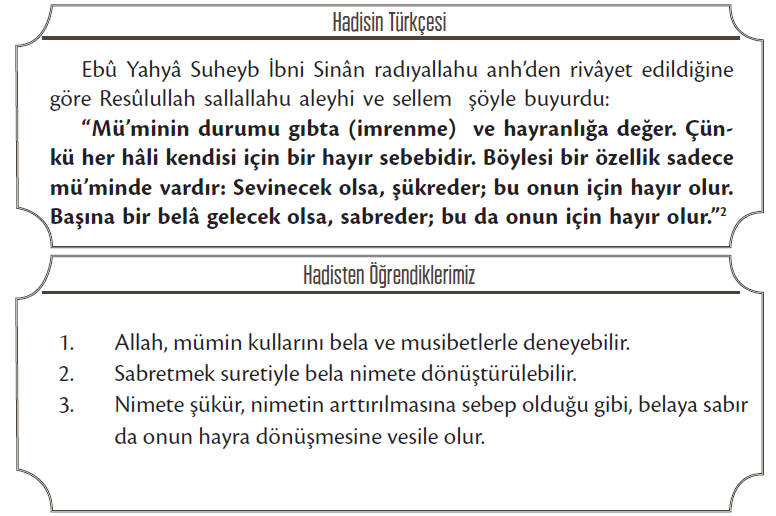 Hadisin Türkçesi
Ebû Yahyâ Suheyb İbni Sinân radıyallahu anh’den rivâyet edildiğine
göre Resûlullah sallallahu aleyhi ve sellem şöyle buyurdu:
“Mü’minin durumu gıbta (imrenme) ve hayranlığa değer. Çün-
kü her hâli kendisi için bir hayır sebebidir. Böylesi bir özellik sadece
mü’minde vardır: Sevinecek olsa, şükreder; bu onun için hayır olur.
Başına bir belâ gelecek olsa, sabreder; bu da onun için hayır olur.”2
Hadisten Öğrendiklerimiz
1. Allah, mümin kullarını bela ve musibetlerle deneyebilir.
2. Sabretmek suretiyle bela nimete dönüştürülebilir.
3. Nimete şükür, nimetin arttırılmasına sebep olduğu gibi, belaya sabır
da onun hayra dönüşmesine vesile olur.